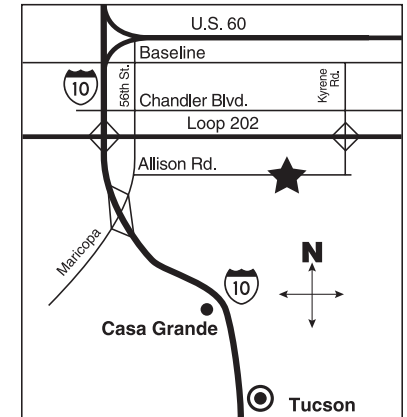 U.S. 60
Baseline
10
56th St.
Kyrene
Rd.
Chandler Blvd.
Loop 202
Allison Rd.
Maricopa
N
10
Casa Grande
Tucson